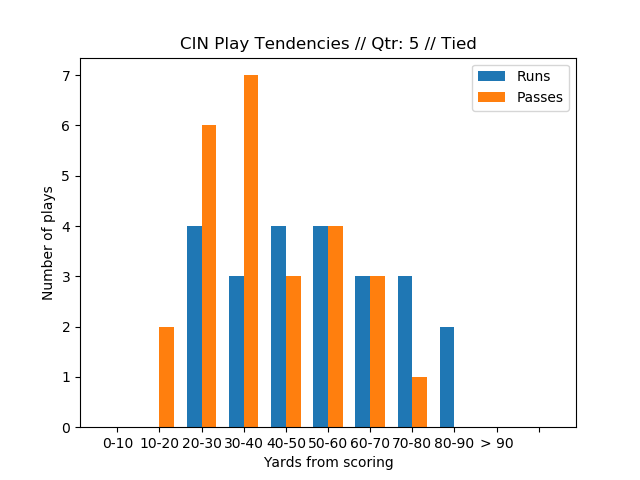 CIN Play Tendencies // Qtr: 5 // Tied
Runs
Passes
Number of plays
7
6
5
4
3
2
1
0
0-10 10-20 20-30 30-40 40-50 50-60 60-70 70-80 80-90 > 90
Yards from scoring